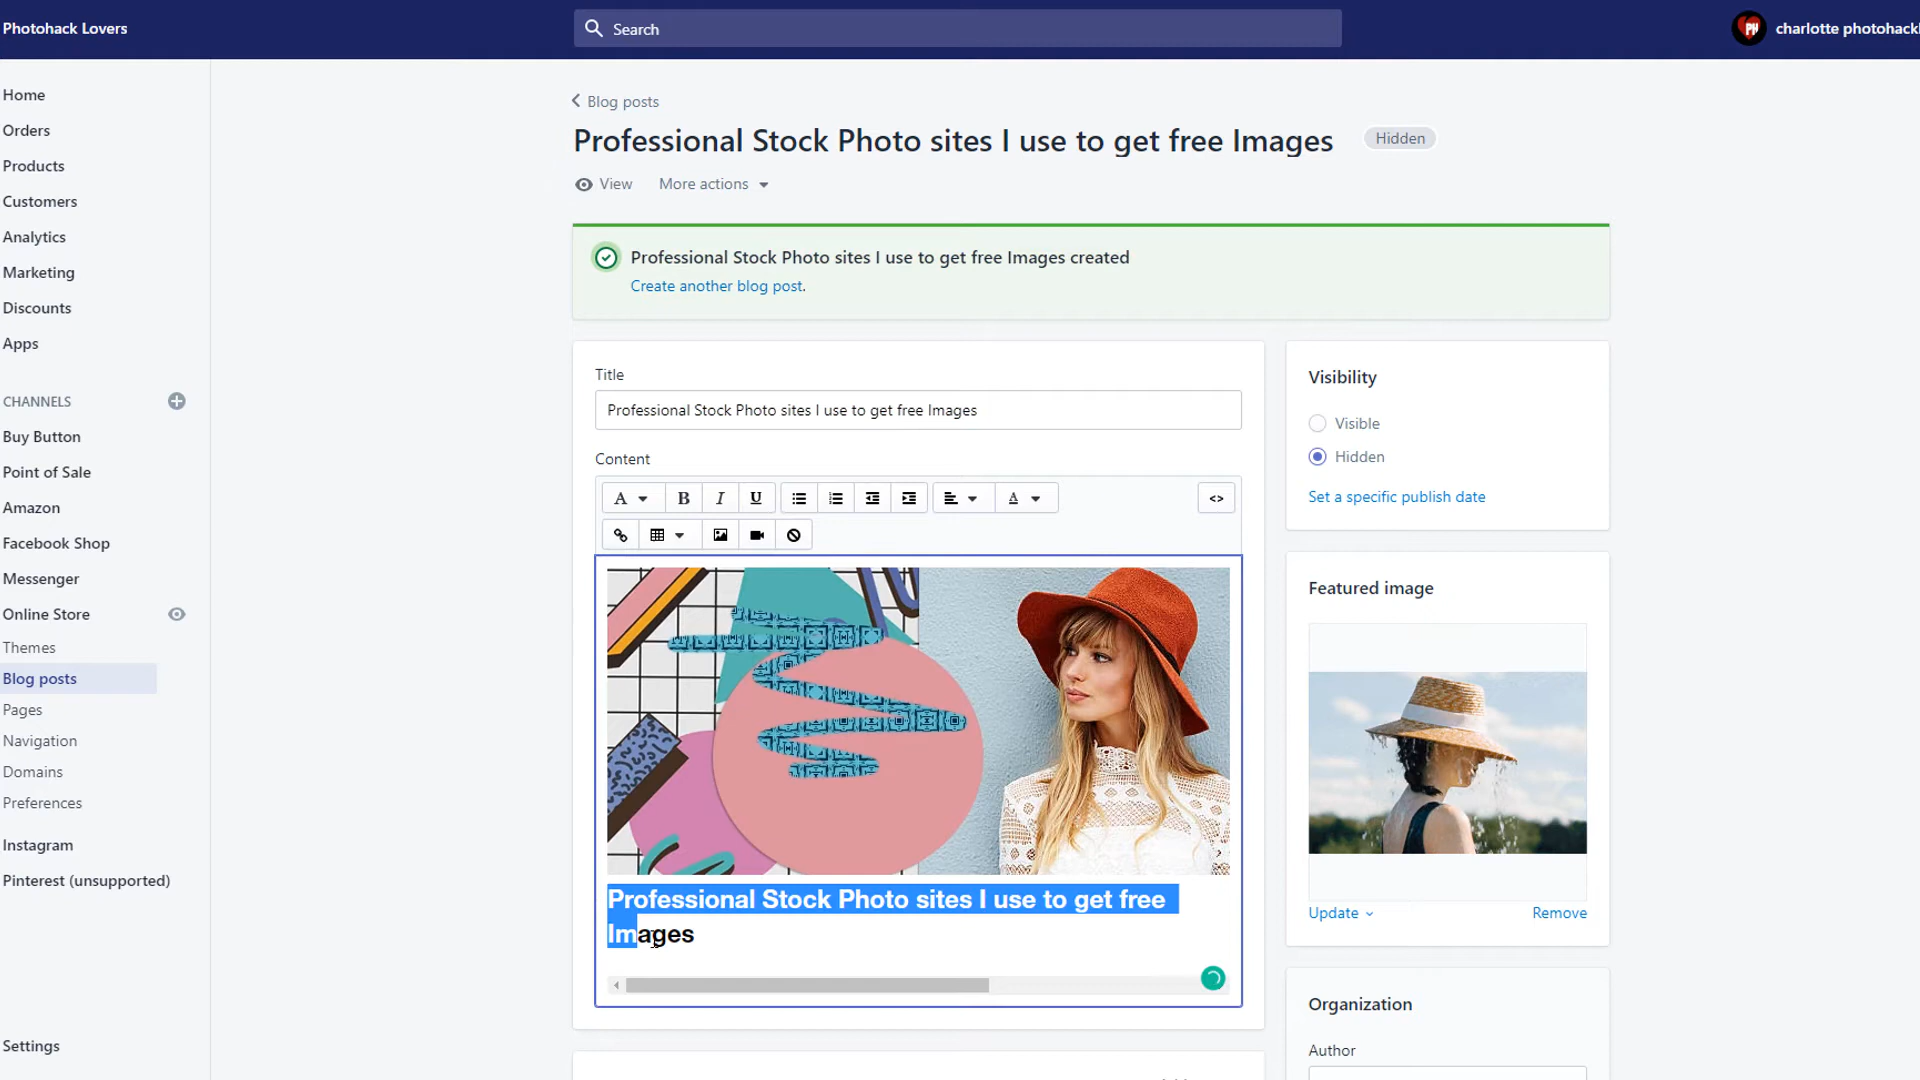 Photohack Lovers
Search
PH
charlotte photohackl
Home
Orders
Products
Customers
Analytics
Marketing
Discounts
Apps
CHANNELS
Buy Button
Point of Sale
Amazon
Facebook Shop
Messenger
Online Store
Themes
Blog posts
Pages
Navigation
Domains
Preferences
Instagram
Pinterest (unsupported)
Settings
Blog posts
Professional Stock Photo sites I use to get free Images
Hidden
View
More actions
Professional Stock Photo sites I use to get free Images created
Create another blog post.
Title
Professional Stock Photo sites I use to get free Images
Content
A B I U A <>
Professional Stock Photo sites I use to get free
Images
Visibility
Visible
Hidden
Set a specific publish date
Featured image
Update
Remove
Organization
Author